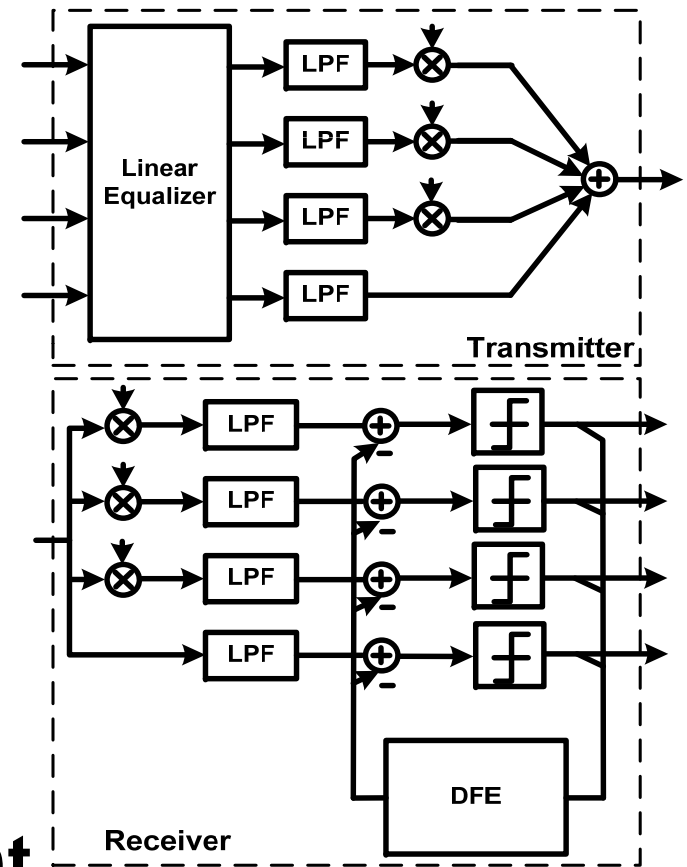 LPF
LPF
Linear
Equalizer
LPF
LPF
Transmitter
LPF
LPF
LPF
LPF
DFE
Receiver